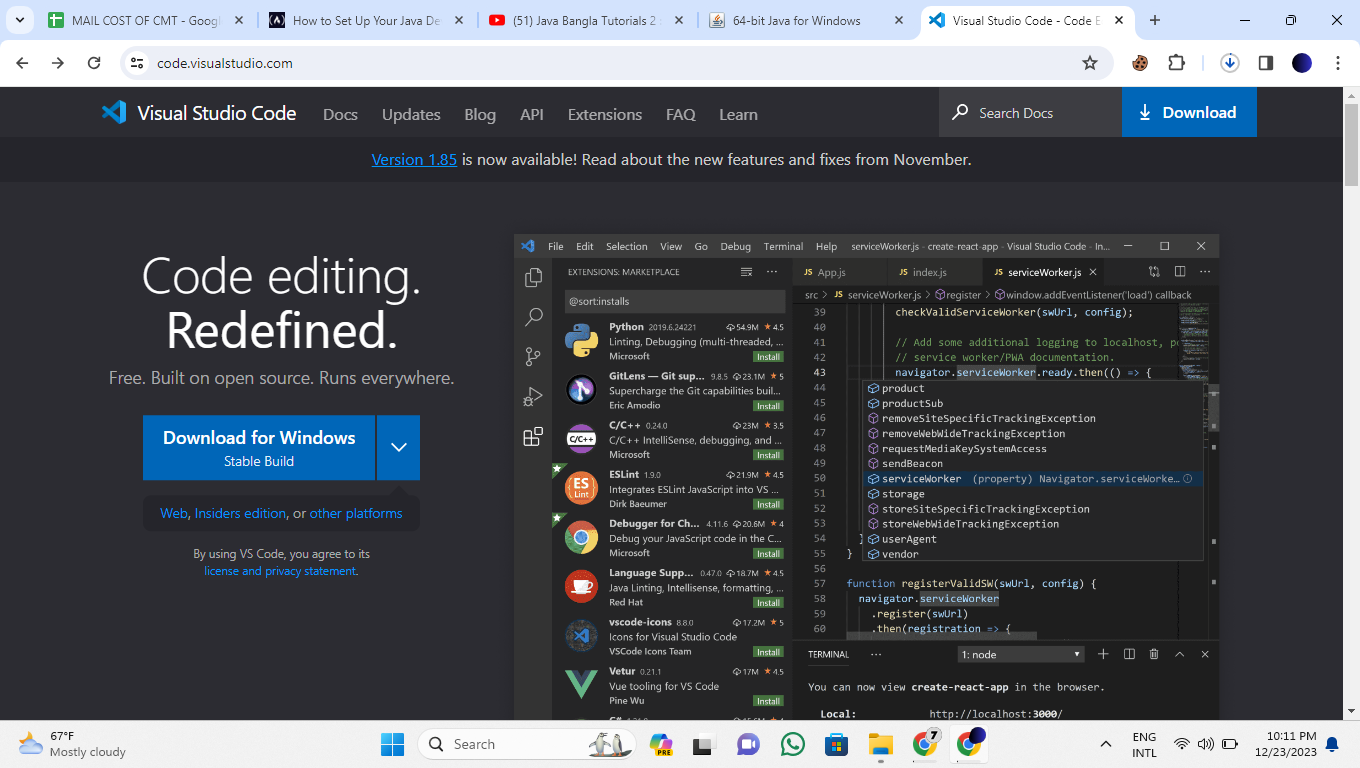 MAIL COST OF CMT - Googl
How to Set Up Your Java De
(51) Java Bangla Tutorials 2
64-bit Java for Windows
Visual Studio Code - Code E
code.visualstudio.com
Visual Studio Code
Docs
Updates
Blog
API
Extensions
FAQ
Learn
Search Docs
Download
Version 1.85 is now available! Read about the new features and fixes from November.
Code editing.
Redefined.
Free. Built on open source. Runs everywhere.
Download for Windows
Stable Build
Web, Insiders edition, or other platforms
By using VS Code, you agree to its
license and privacy statement.
File Edit Selection View Go Debug Terminal Help serviceWorker.js - create-react-app - Visual Studio Code - In...
EXTENSIONS: MARKETPLACE
@sort:installs
Python 2019.6.24221 54.9M 4.5
Linting, Debugging (multi-threaded, ...
Microsoft Install
GitLens — Git sup... 9.8.5 23.1M 5
Supercharge the Git capabilities buil...
Eric Amodio Install
C/C++ 0.24.0 23M 3.5
C/C++ IntelliSense, debugging, and ...
Microsoft Install
ESLint 1.9.0 21.9M 4.5
Integrates ESLint JavaScript into VS ...
Dirk Baeumer Install
Debugger for Ch... 4.11.6 20.6M 4
Debug your JavaScript code in the C...
Microsoft Install
Language Supp... 0.47.0 18.7M 4.5
Java Linting, Intellisense, formatting, ...
Red Hat Install
vscode-icons 8.8.0 17.2M 5
Icons for Visual Studio Code
VSCode Icons Team Install
Vetur 0.21.1 17M 4.5
Vue tooling for VS Code
Pine Wu Install
JS App.js
JS index.js
JS serviceWorker.js
src > JS serviceWorker.js > register > window.addEventListener('load') callback
39 checkValidServiceWorker(swUrl, config);
40
41 // Add some additional logging to localhost, po
42 // service worker/PWA documentation.
43 navigator.serviceWorker.ready.then(() => {
44 product
45 productSub
46 removeSiteSpecificTrackingException
47 removeWebWideTrackingException
48 requestMediaKeySystemAccess
49 sendBeacon
50 serviceWorker (property) Navigator.serviceWorke...
51 storage
52 storeSiteSpecificTrackingException
53 storeWebWideTrackingException
54 } userAgent
55 } vendor
56
57 function registerValidSW(swUrl, config) {
58 navigator.serviceWorker
59 .register(swUrl)
60 .then(registration => {
TERMINAL ... 1: node
You can now view create-react-app in the browser.
Local: http://localhost:3000/
C/C++
ES
Lint
67°F
Mostly cloudy
Search
PRE
7
ENG
INTL
10:11 PM
12/23/2023